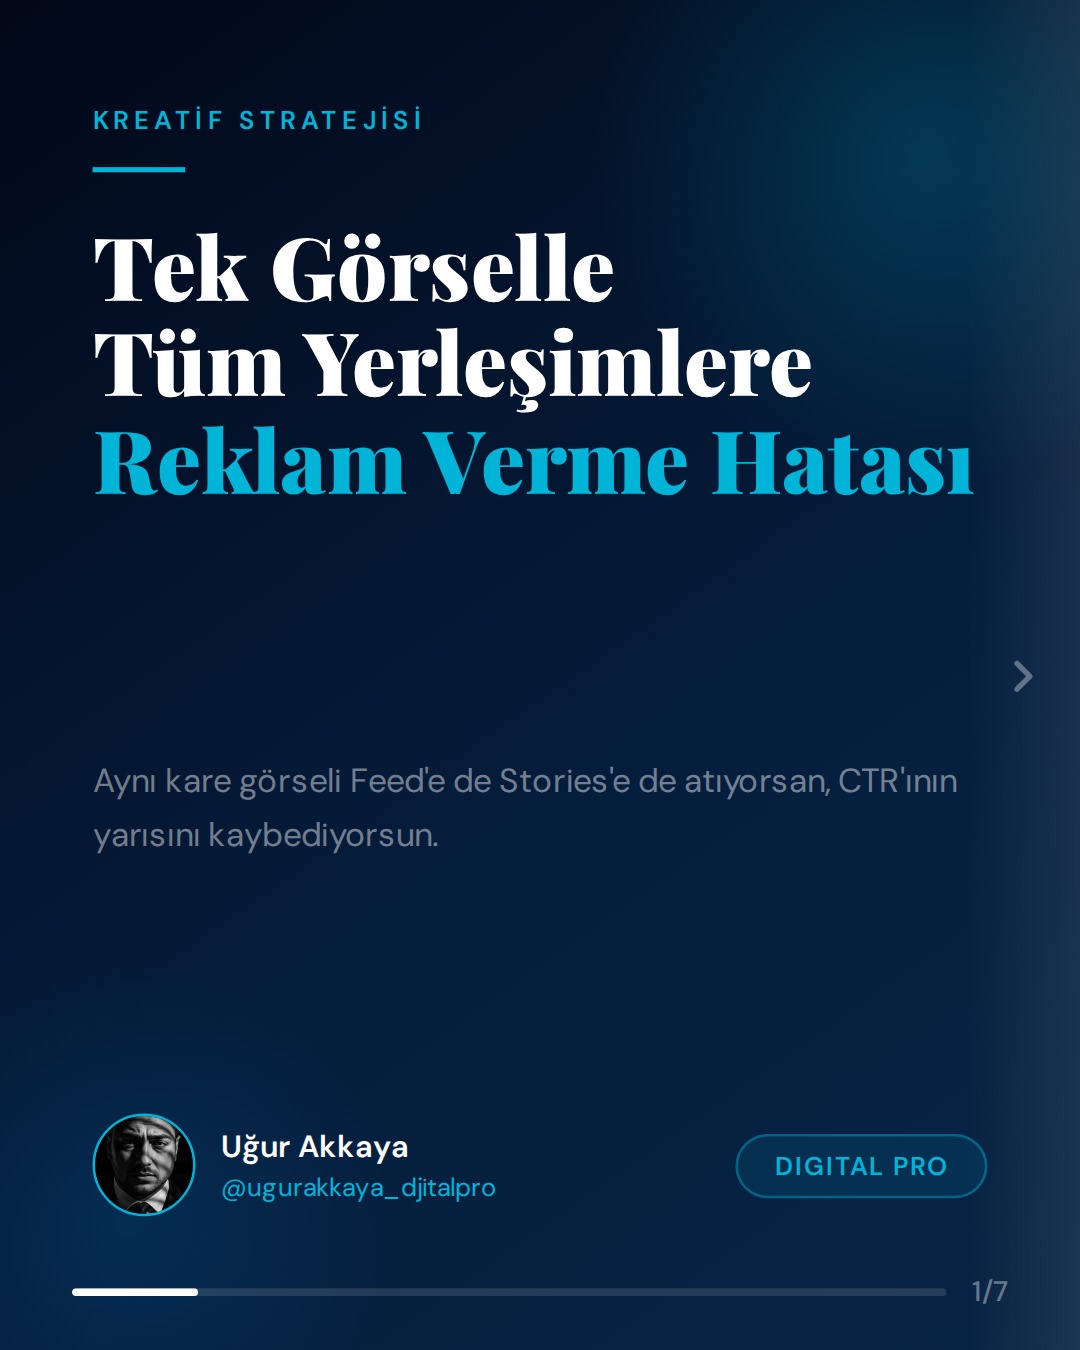 KREATİF STRATEJİSİ
Tek Görselle
Tüm Yerleşimlere
Reklam Verme Hatası
Aynı kare görseli Feed'e de Stories'e de atıyorsan, CTR'ının
yarısını kaybediyorsun.
Uğur Akkaya
@ugurakkaya_djitalpro
DIGITAL PRO
1/7